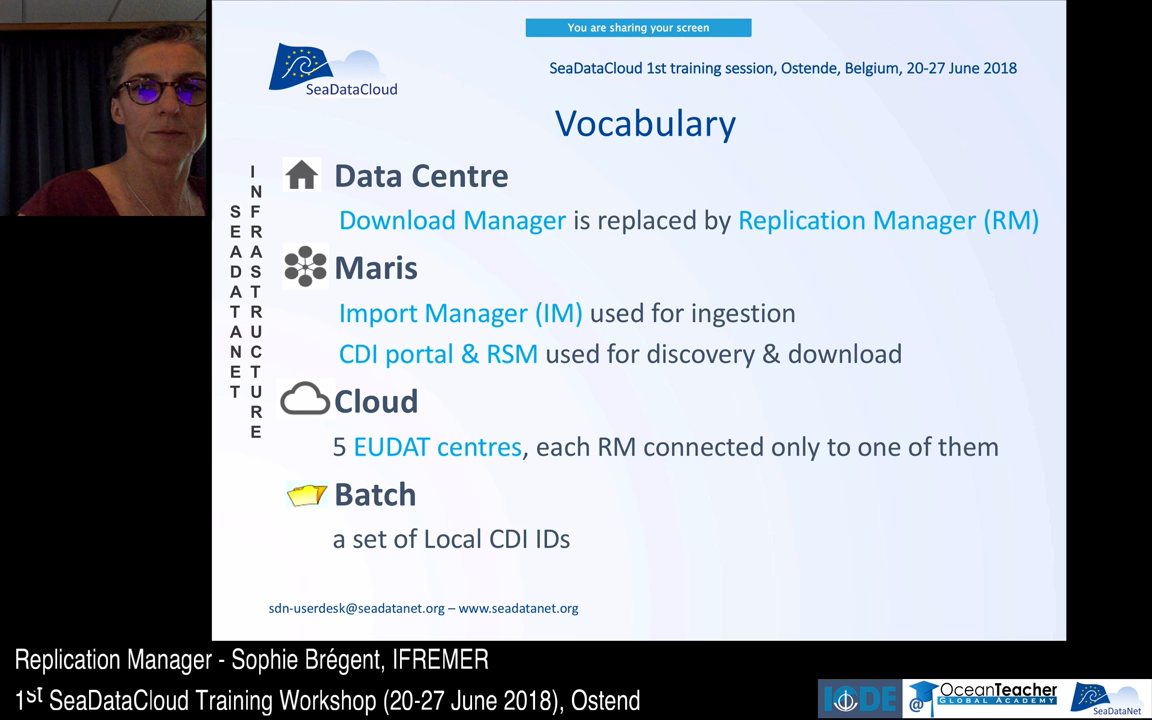 You are sharing your screen
SeaDataCloud
SeaDataCloud 1st training session, Ostende, Belgium, 20-27 June 2018
Vocabulary
SEADATANET
INFRASTRUCTURE
Data Centre
Download Manager is replaced by Replication Manager (RM)
Maris
Import Manager (IM) used for ingestion
CDI portal & RSM used for discovery & download
Cloud
5 EUDAT centres, each RM connected only to one of them
Batch
a set of Local CDI IDs
sdn-userdesk@seadatanet.org – www.seadatanet.org
Replication Manager - Sophie Brégent, IFREMER
1st SeaDataCloud Training Workshop (20-27 June 2018), Ostend
IODE
@
OceanTeacher
GLOBAL ACADEMY
SeaDataNet